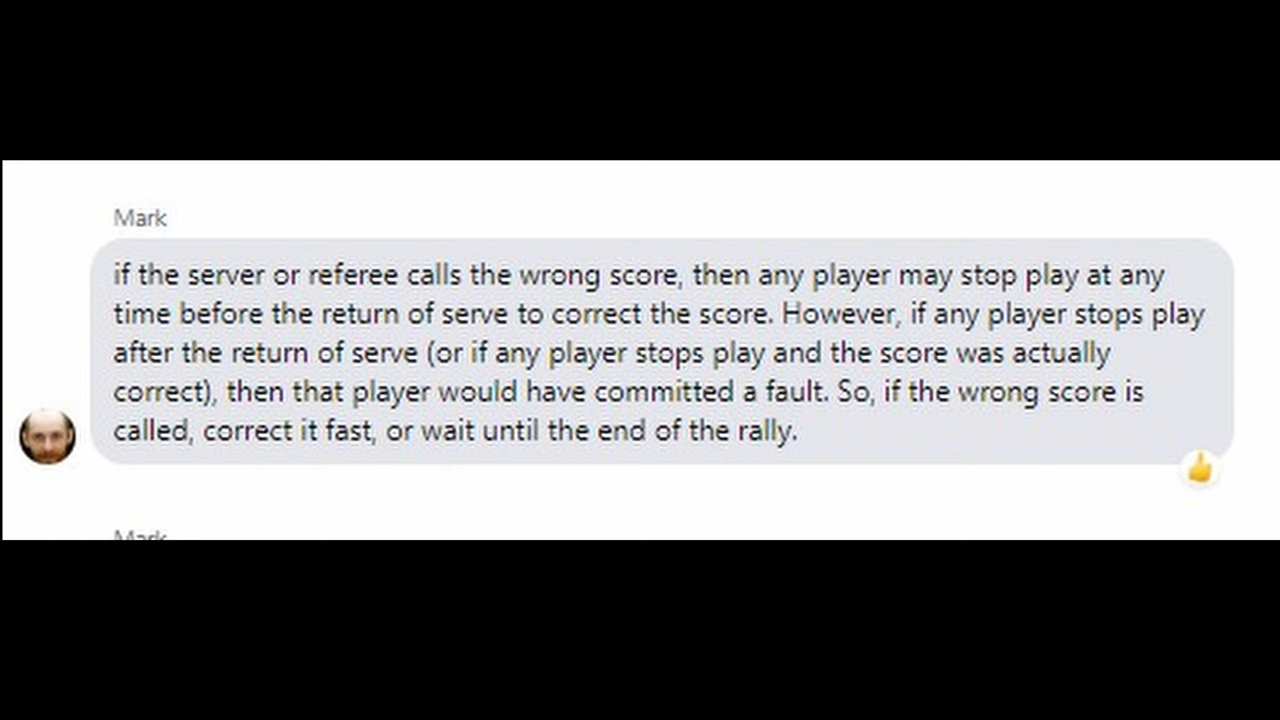 Mark
if the server or referee calls the wrong score, then any player may stop play at any
time before the return of serve to correct the score. However, if any player stops play
after the return of serve (or if any player stops play and the score was actually
correct), then that player would have committed a fault. So, if the wrong score is
called, correct it fast, or wait until the end of the rally.
Mark